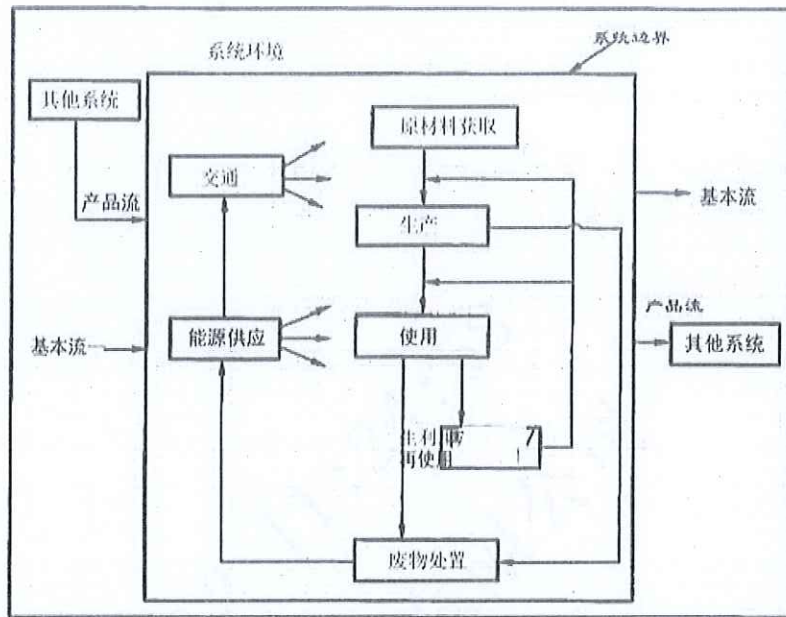 系统环境
系统边界
其他系统
原材料获取
交通
产品流
基本流
生产
产品流
基本流
能源供应
使用
其他系统
生利
再使用
废物处置